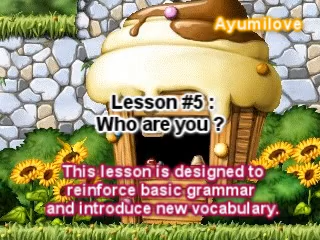 Ayumilove
Lesson #5 :
Who are you ?
This lesson is designed to
reinforce basic grammar
and introduce new vocabulary.